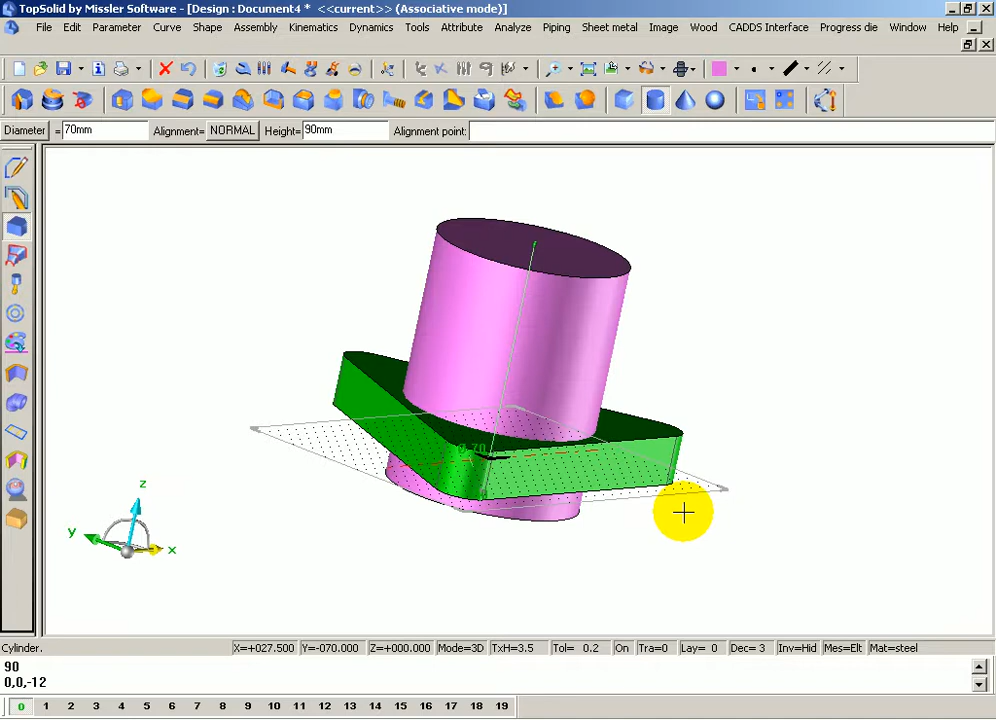 TopSolid by Missler Software - [Design : Document4 *  <<current>> (Associative mode)]
File Edit Parameter Curve Shape Assembly Kinematics Dynamics Tools Attribute Analyze Piping Sheet metal Image Wood CADDS Interface Progress die Window Help
Diameter = 70mm Alignment= NORMAL Height= 90mm Alignment point:
70
z
y
x
Cylinder. X=+027.500 Y=-070.000 Z=+000.000 Mode=3D TxH=3.5 Tol= 0.2 On Tra=0 Lay= 0 Dec= 3 Inv=Hid Mes=Elt Mat=steel
90
0,0,-12
0 1 2 3 4 5 6 7 8 9 10 11 12 13 14 15 16 17 18 19